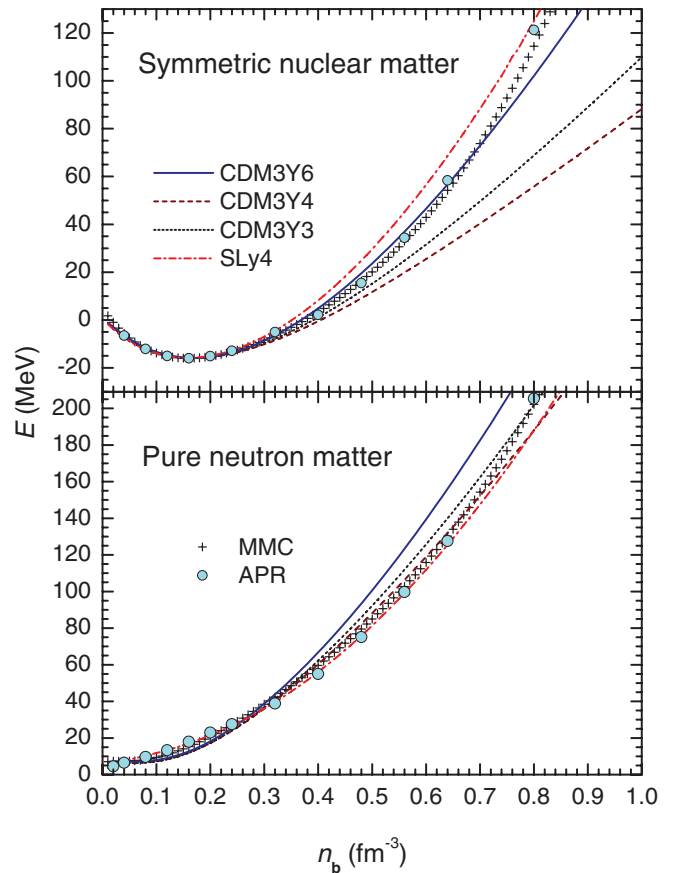 120
100
80
60
40
20
0
-20
Symmetric nuclear matter
CDM3Y6
CDM3Y4
CDM3Y3
SLy4
E (MeV)
200
180
160
140
120
100
80
60
40
20
0
Pure neutron matter
MMC
APR
0.0 0.1 0.2 0.3 0.4 0.5 0.6 0.7 0.8 0.9 1.0
n_b (fm⁻³)